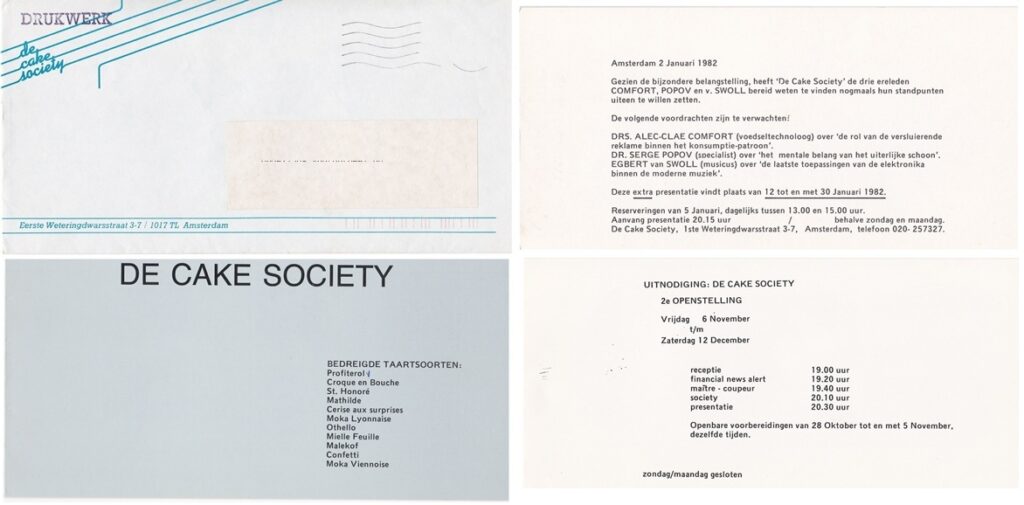 DRUKWERK
de
cake
society
Eerste Weteringdwarsstraat 3-7 / 1017 TL Amsterdam
Amsterdam 2 Januari 1982
Gezien de bijzondere belangstelling, heeft 'De Cake Society' de drie ereleden
COMFORT, POPOV en v. SWOLL bereid weten te vinden nogmaals hun standpunten
uiteen te willen zetten.
De volgende voordrachten zijn te verwachten:
DRS. ALEC-CLAE COMFORT (voedseltechnoloog) over 'de rol van de versluierende
reklame binnen het konsumptie-patroon'.
DR. SERGE POPOV (specialist) over 'het mentale belang van het uiterlijke schoon'.
EGBERT van SWOLL (musicus) over 'de laatste toepassingen van de elektronika
binnen de moderne muziek'.
Deze extra presentatie vindt plaats van 12 tot en met 30 Januari 1982.
Reserveringen van 5 Januari, dagelijks tussen 13.00 en 15.00 uur.
Aanvang presentatie 20.15 uur / behalve zondag en maandag.
De Cake Society, 1ste Weteringdwarsstraat 3-7, Amsterdam, telefoon 020- 257327.
DE CAKE SOCIETY
BEDREIGDE TAARTSOORTEN:
Profiterol
Croque en Bouche
St. Honoré
Mathilde
Cerise aux surprises
Moka Lyonnaise
Othello
Mielle Feuille
Malekof
Confetti
Moka Viennoise
UITNODIGING: DE CAKE SOCIETY
2e OPENSTELLING
Vrijdag 6 November
t/m
Zaterdag 12 December
receptie 19.00 uur
financial news alert 19.20 uur
maître - coupeur 19.40 uur
society 20.10 uur
presentatie 20.30 uur
Openbare voorbereidingen van 28 Oktober tot en met 5 November,
dezelfde tijden.
zondag/maandag gesloten